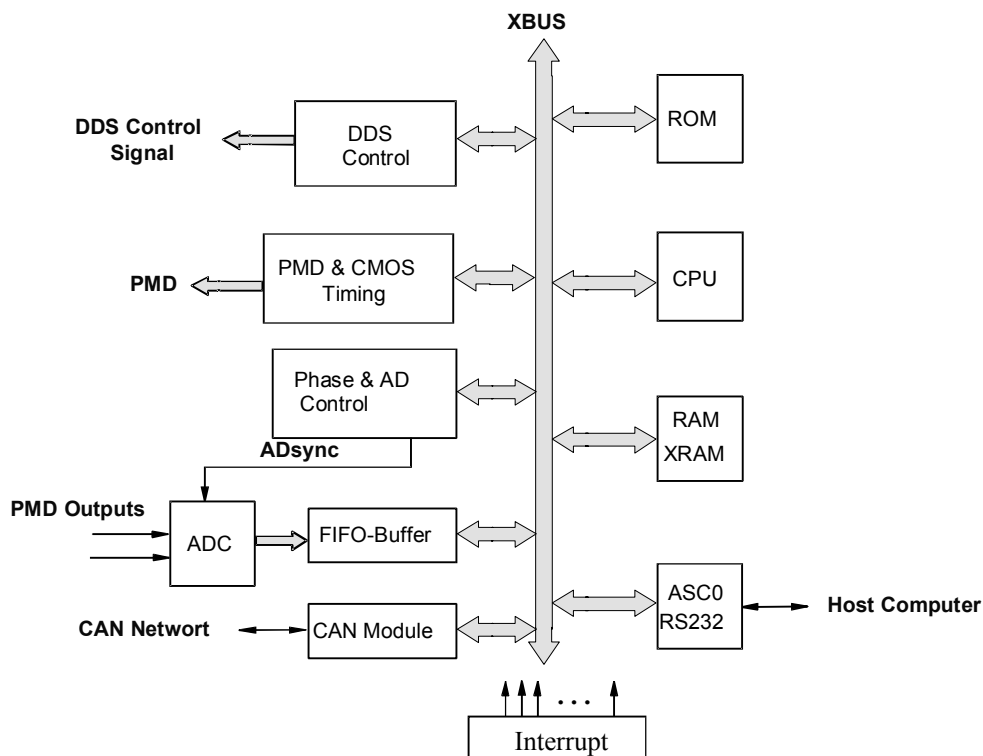 XBUS
DDS Control
Signal
DDS
Control
ROM
PMD
PMD & CMOS
Timing
CPU
Phase & AD
Control
ADsync
RAM
XRAM
PMD Outputs
ADC
FIFO-Buffer
ASC0
RS232
Host Computer
CAN Networt
CAN Module
...
Interrupt